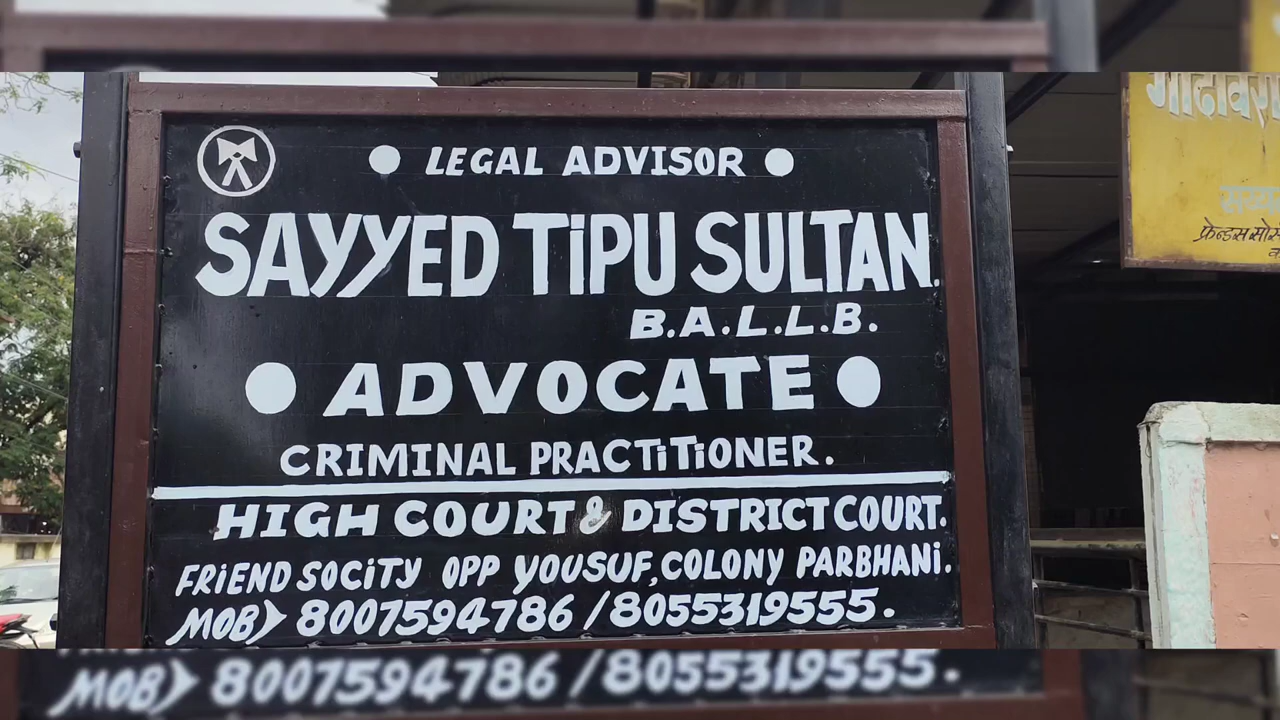 LEGAL ADVISOR
SAYYED TiPU SULTAN.
B.A.L.L.B.
ADVOCATE
CRIMINAL PRACTiTiONER.
HIGH COURT & DISTRICT COURT.
FRiEND SOCiTY OPP YOUSUF, COLONY PARBHANi.
MOB> 8007594786 / 8055319555.
MOB> 8007594786 / 8055319555.